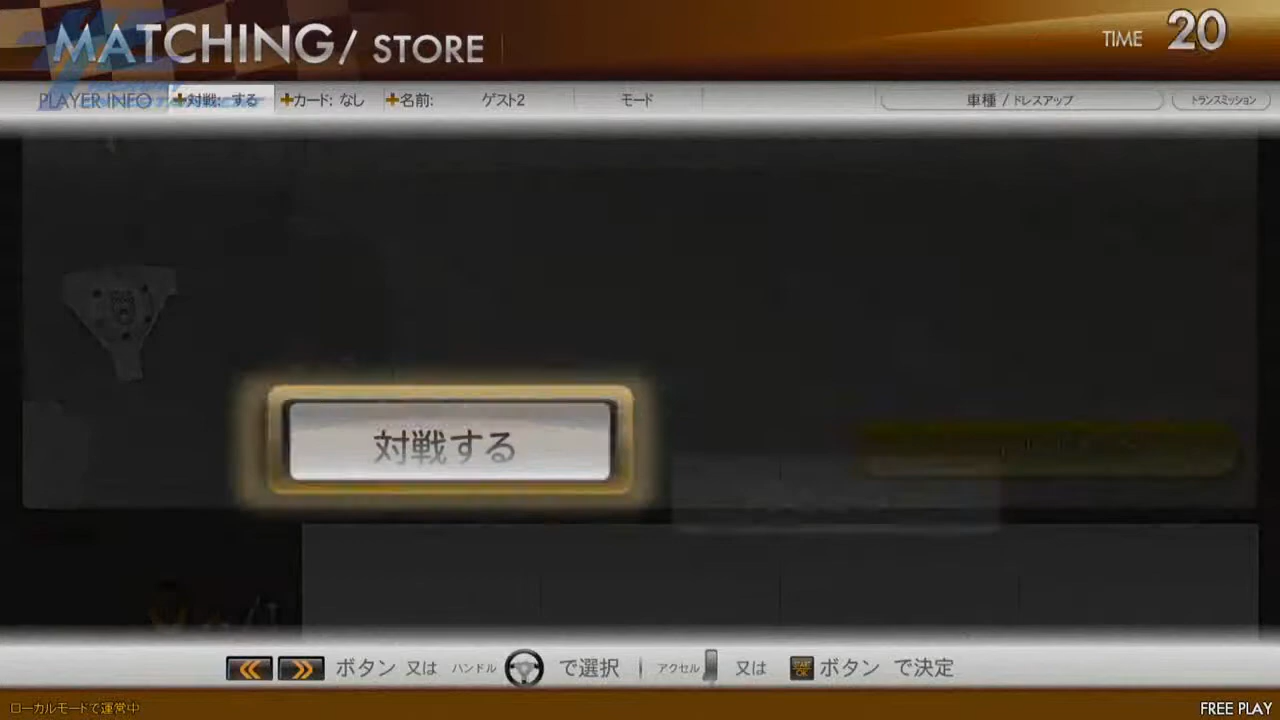 MATCHING/ STORE
TIME 20
PLAYER INFO +対戦: する +カード: なし +名前: ゲスト2 モード 車種 / ドレスアップ トランスミッション
対戦する
ボタン 又は ハンドル で選択 | アクセル 又は START OK ボタン で決定
ローカルモードで運営中
FREE PLAY